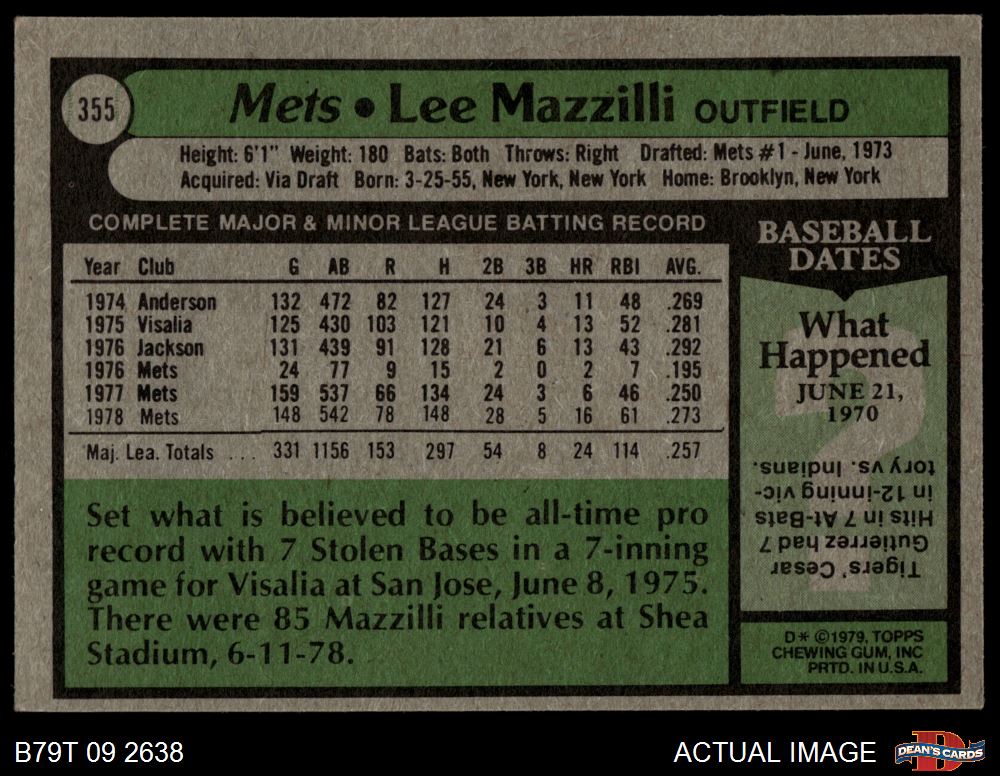 355
Mets • Lee Mazzilli OUTFIELD
Height: 6'1" Weight: 180 Bats: Both Throws: Right Drafted: Mets #1 - June, 1973
Acquired: Via Draft Born: 3-25-55, New York, New York Home: Brooklyn, New York
COMPLETE MAJOR & MINOR LEAGUE BATTING RECORD
Year Club G AB R H 2B 3B HR RBI AVG.
1974 Anderson 132 472 82 127 24 3 11 48 .269
1975 Visalia 125 430 103 121 10 4 13 52 .281
1976 Jackson 131 439 91 128 21 6 13 43 .292
1976 Mets 24 77 9 15 2 0 2 7 .195
1977 Mets 159 537 66 134 24 3 6 46 .250
1978 Mets 148 542 78 148 28 5 16 61 .273
Maj. Lea. Totals ... 331 1156 153 297 54 8 24 114 .257
Set what is believed to be all-time pro
record with 7 Stolen Bases in a 7-inning
game for Visalia at San Jose, June 8, 1975.
There were 85 Mazzilli relatives at Shea
Stadium, 6-11-78.
BASEBALL
DATES
What
Happened
JUNE 21,
1970
Tigers' Cesar
Gutierrez had 7
Hits in 7 At-Bats
in 12-inning vic-
tory vs. Indians.
D* ©1979, TOPPS
CHEWING GUM, INC
PRTD. IN U.S.A.
B79T 09 2638
ACTUAL IMAGE
DEAN'S CARDS